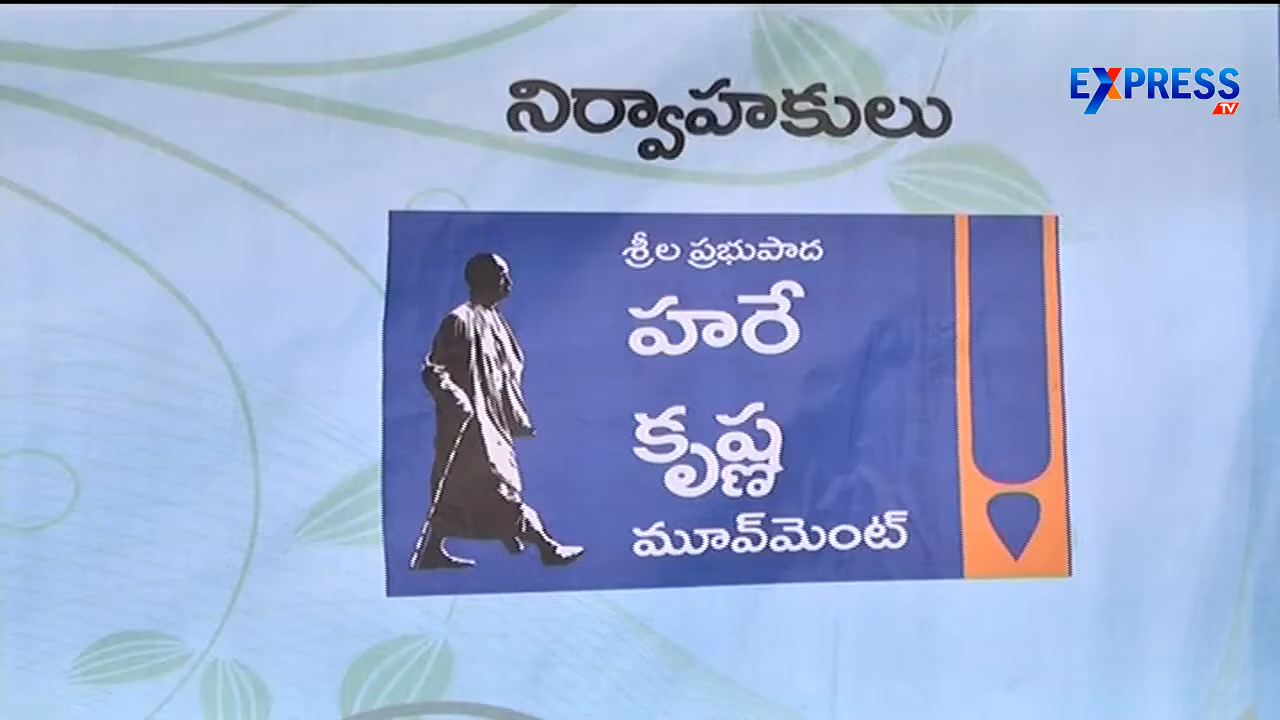 నిర్వాహకులు
EXPRESS
TV
శ్రీల ప్రభుపాద
హరే
కృష్ణ
మూవ్‌మెంట్